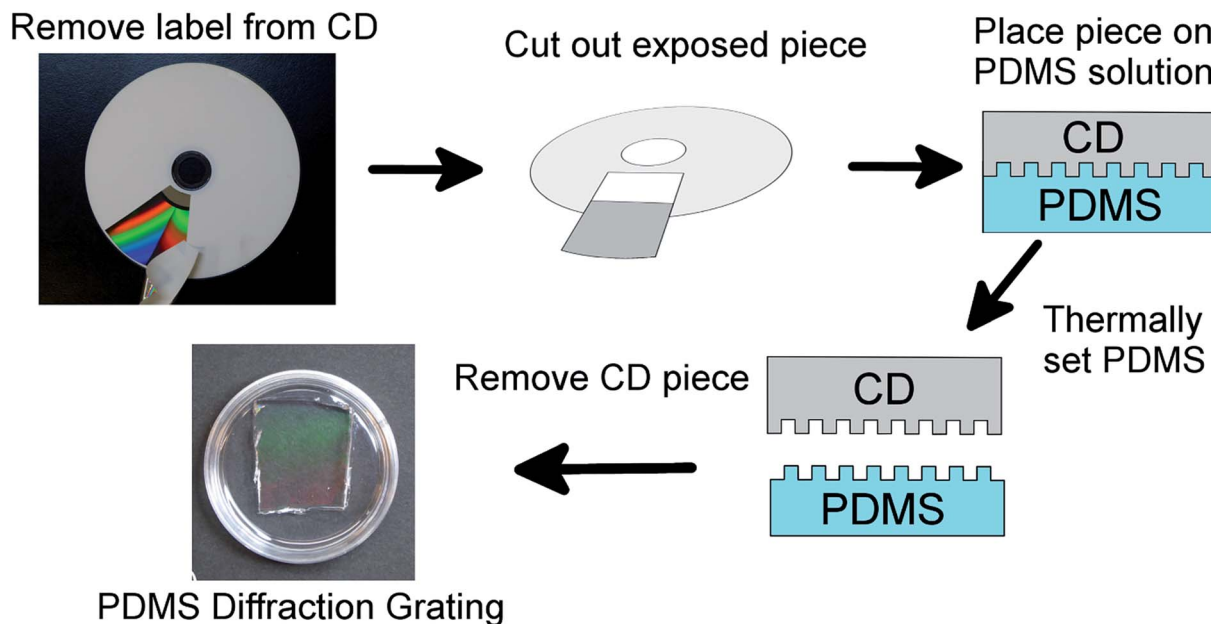 Remove label from CD
Cut out exposed piece
Place piece on
PDMS solution
CD
PDMS
Thermally
set PDMS
Remove CD piece
CD
PDMS
PDMS Diffraction Grating